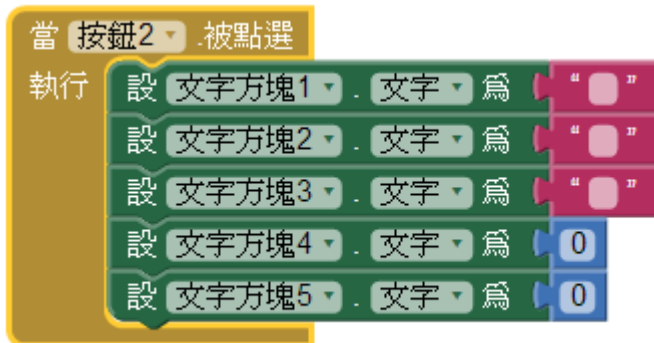 當 按鈕2 .被點選
執行 設 文字方塊1 . 文字 為 “ ”
設 文字方塊2 . 文字 為 “ ”
設 文字方塊3 . 文字 為 “ ”
設 文字方塊4 . 文字 為 0
設 文字方塊5 . 文字 為 0